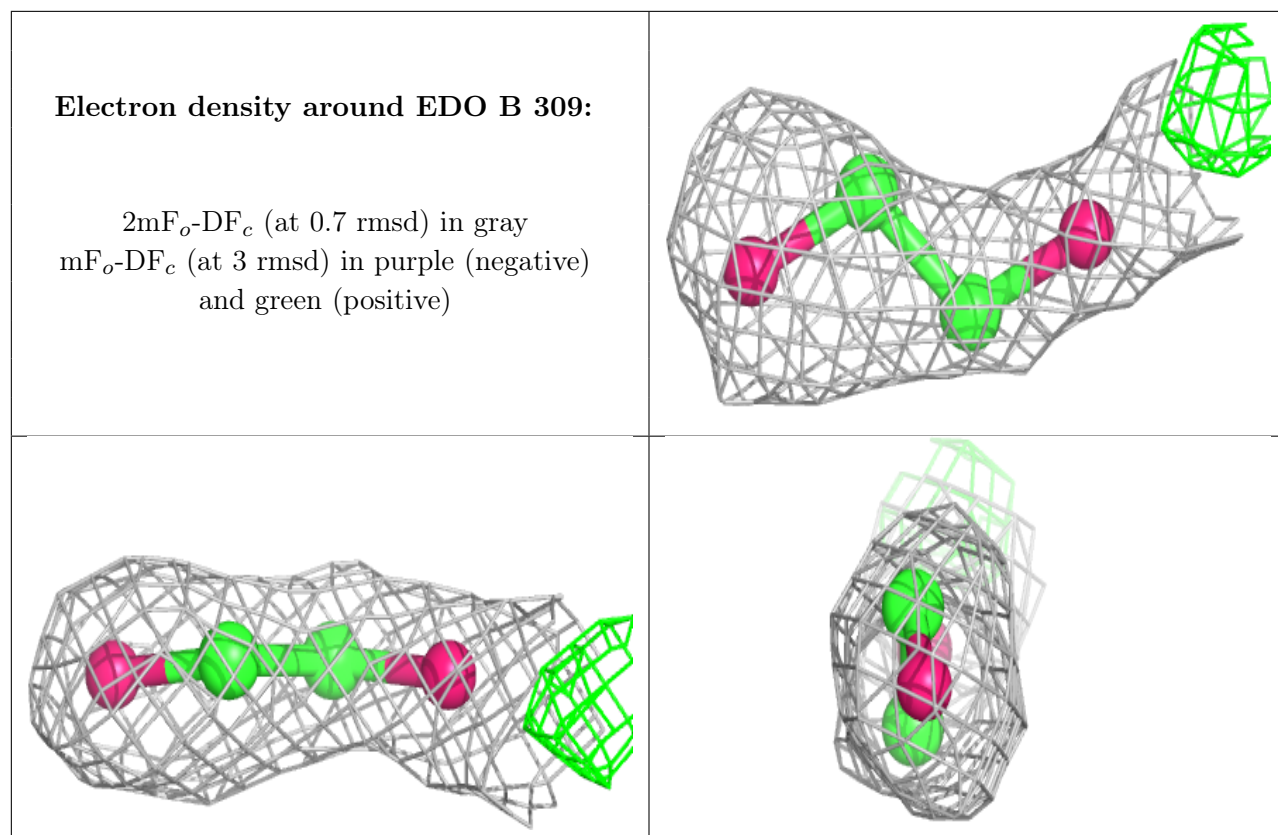 Electron density around EDO B 309:
2mFₒ-DF𝒸 (at 0.7 rmsd) in gray
mFₒ-DF𝒸 (at 3 rmsd) in purple (negative)
and green (positive)